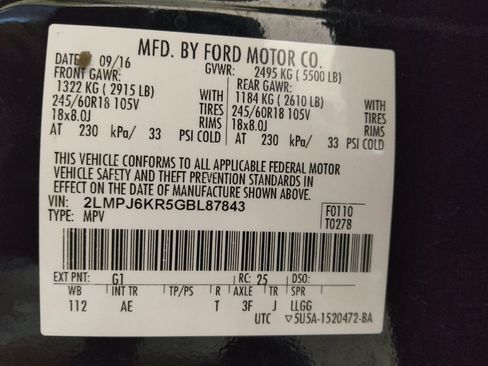 MFD. BY FORD MOTOR CO.
DATE: 09/16 GVWR: 2495 KG ( 5500 LB)
FRONT GAWR: REAR GAWR:
1322 KG ( 2915 LB) WITH 1184 KG ( 2610 LB) WITH
245/60R18 105V TIRES 245/60R18 105V TIRES
18x8.0J RIMS 18x8.0J RIMS
AT 230 kPa/ 33 PSI COLD AT 230 kPa/ 33 PSI COLD
THIS VEHICLE CONFORMS TO ALL APPLICABLE FEDERAL MOTOR
VEHICLE SAFETY AND THEFT PREVENTION STANDARDS IN
EFFECT ON THE DATE OF MANUFACTURE SHOWN ABOVE.
VIN: 2LMPJ6KR5GBL87843 F0110
TYPE: MPV T0278
EXT PNT: G1 RC: 25 DSO:
WB INT TR TP/PS R AXLE TR SPR
112 AE T 3F J LLGG
UTC ▽5U5A-1520472-BA